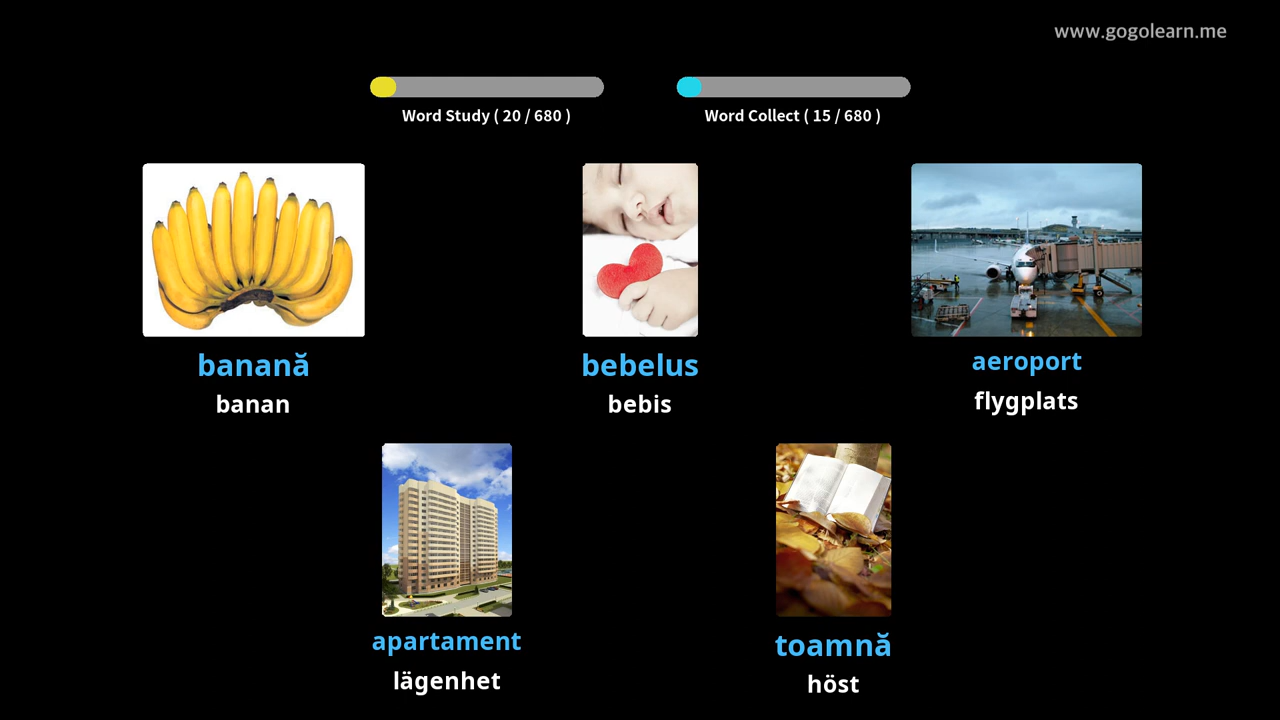 www.gogolearn.me
Word Study ( 20 / 680 )
Word Collect ( 15 / 680 )
banană
banan
bebelus
bebis
aeroport
flygplats
apartament
lägenhet
toamnă
höst